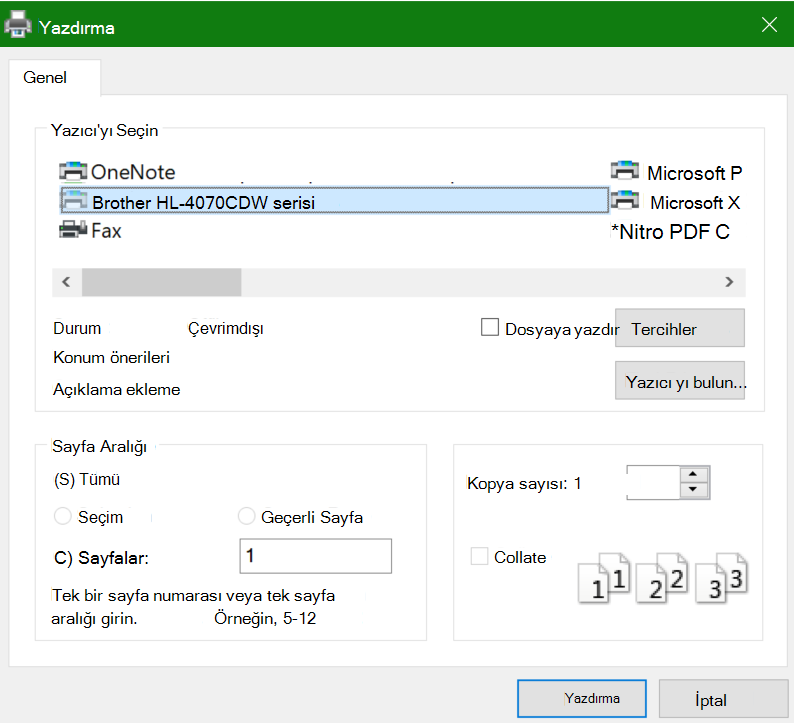 Yazdırma
Genel
Yazıcı'yı Seçin
OneNote
Microsoft P
Brother HL-4070CDW serisi
Microsoft X
Fax
*Nitro PDF C
Durum Çevrimdışı
Dosyaya yazdır
Tercihler
Konum önerileri
Açıklama ekleme
Yazıcı yı bulun...
Sayfa Aralığı
(S) Tümü
Seçim
Geçerli Sayfa
C) Sayfalar:
1
Tek bir sayfa numarası veya tek sayfa
aralığı girin. Örneğin, 5-12
Kopya sayısı: 1
Collate
1 1 2 2 3 3
Yazdırma
İptal